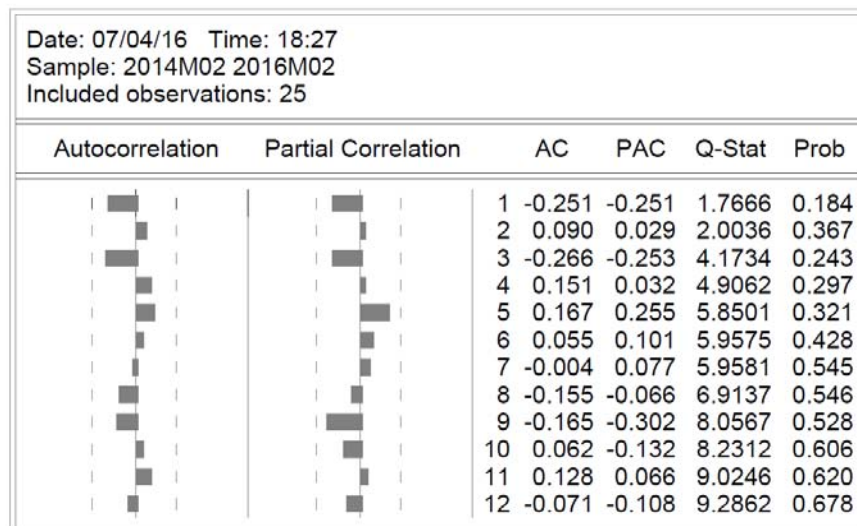 Date: 07/04/16 Time: 18:27
Sample: 2014M02 2016M02
Included observations: 25
Autocorrelation Partial Correlation AC PAC Q-Stat Prob
1 -0.251 -0.251 1.7666 0.184
2 0.090 0.029 2.0036 0.367
3 -0.266 -0.253 4.1734 0.243
4 0.151 0.032 4.9062 0.297
5 0.167 0.255 5.8501 0.321
6 0.055 0.101 5.9575 0.428
7 -0.004 0.077 5.9581 0.545
8 -0.155 -0.066 6.9137 0.546
9 -0.165 -0.302 8.0567 0.528
10 0.062 -0.132 8.2312 0.606
11 0.128 0.066 9.0246 0.620
12 -0.071 -0.108 9.2862 0.678